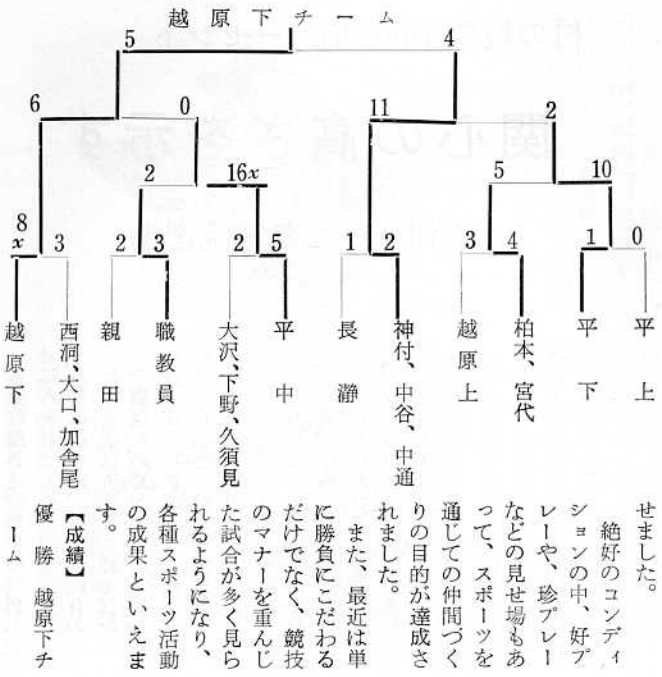 越原下チーム
5 4
6 0 11 2
2 16x 5 10
8x 3 2 3 2 5 1 2 3 4 1 0
越原下
西洞、大口、加舎尾
親田
職教員
大沢、下野、久須見
平中
長瀞
神付、中谷、中通
越原上
柏本、宮代
平下
平上
せました。
絶好のコンディ
ションの中、好プ
レーや、珍プレー
などの見せ場もあ
って、スポーツを
通じての仲間づく
りの目的が達成さ
れました。
また、最近は単
に勝負にこだわる
だけでなく、競技
のマナーを重んじ
た試合が多く見ら
れるようになり、
各種スポーツ活動
の成果といえま
す。
【成績】
優勝 越原下チ
ーム